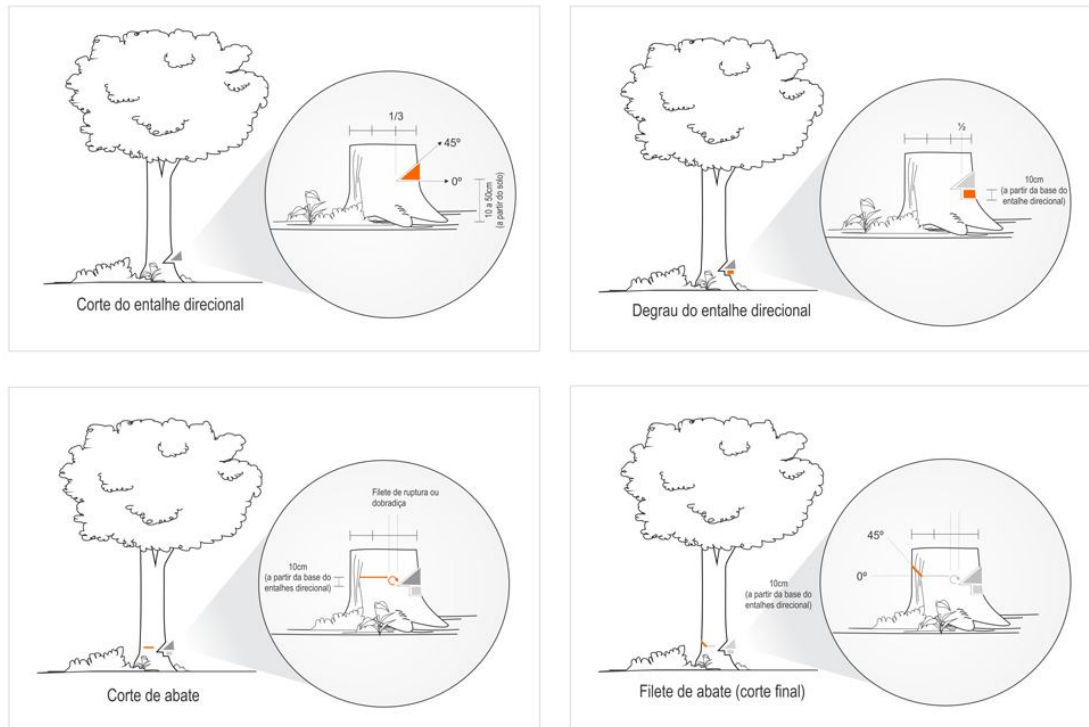 1/3
45º
0º
10 a 50cm
(a partir do solo)
Corte do entalhe direcional
½
10cm
(a partir da base do
entalhe direcional)
Degrau do entalhe direcional
Filete de ruptura ou
dobradiça
10cm
(a partir da base do
entalhes direcional)
Corte de abate
45º
0º
10cm
(a partir da base do
entalhes direcional)
Filete de abate (corte final)